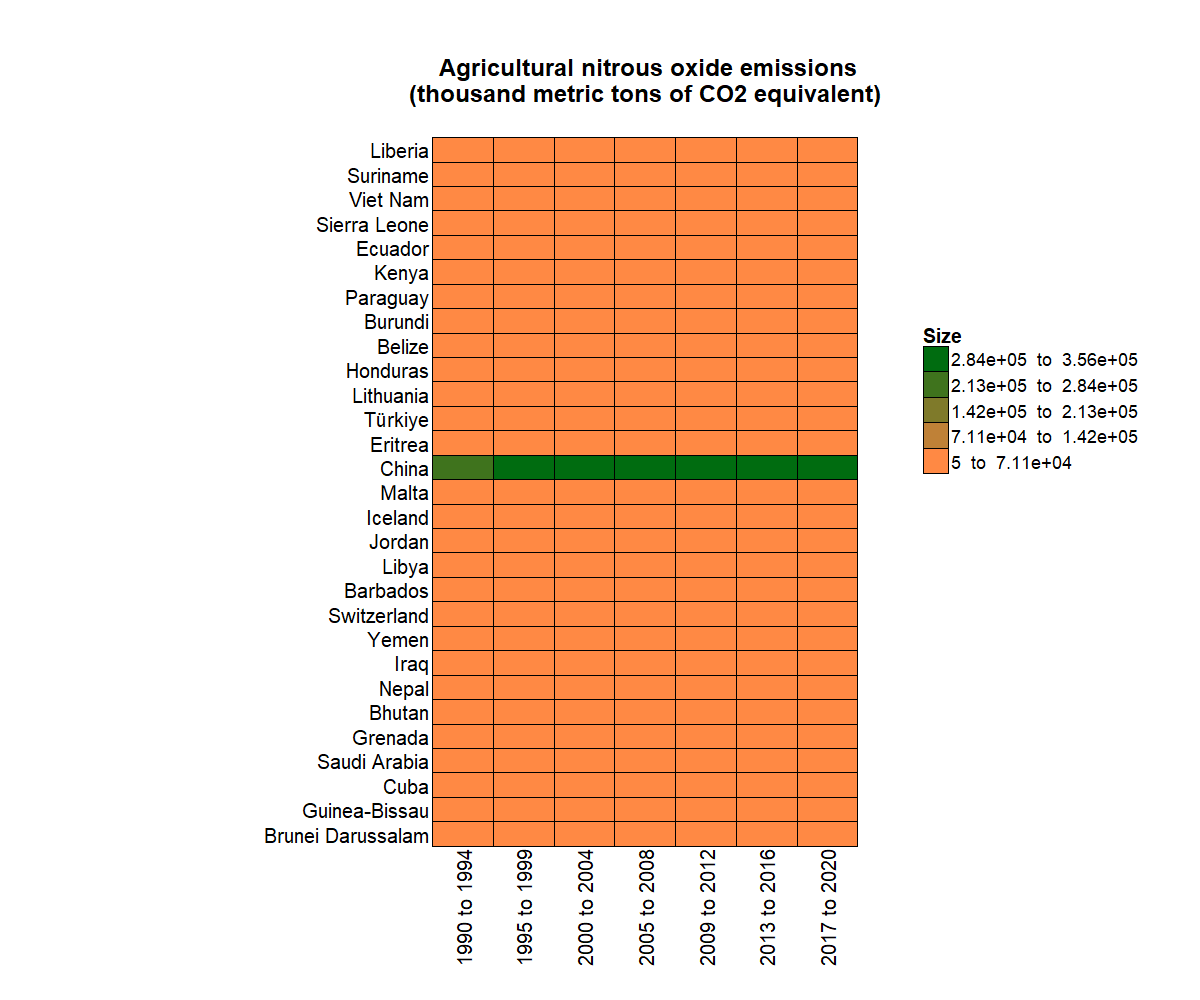 Agricultural nitrous oxide emissions
(thousand metric tons of CO2 equivalent)
Liberia
Suriname
Viet Nam
Sierra Leone
Ecuador
Kenya
Paraguay
Burundi
Belize
Honduras
Lithuania
Türkiye
Eritrea
China
Malta
Iceland
Jordan
Libya
Barbados
Switzerland
Yemen
Iraq
Nepal
Bhutan
Grenada
Saudi Arabia
Cuba
Guinea-Bissau
Brunei Darussalam
1990 to 1994
1995 to 1999
2000 to 2004
2005 to 2008
2009 to 2012
2013 to 2016
2017 to 2020
Size
2.84e+05 to 3.56e+05
2.13e+05 to 2.84e+05
1.42e+05 to 2.13e+05
7.11e+04 to 1.42e+05
5 to 7.11e+04